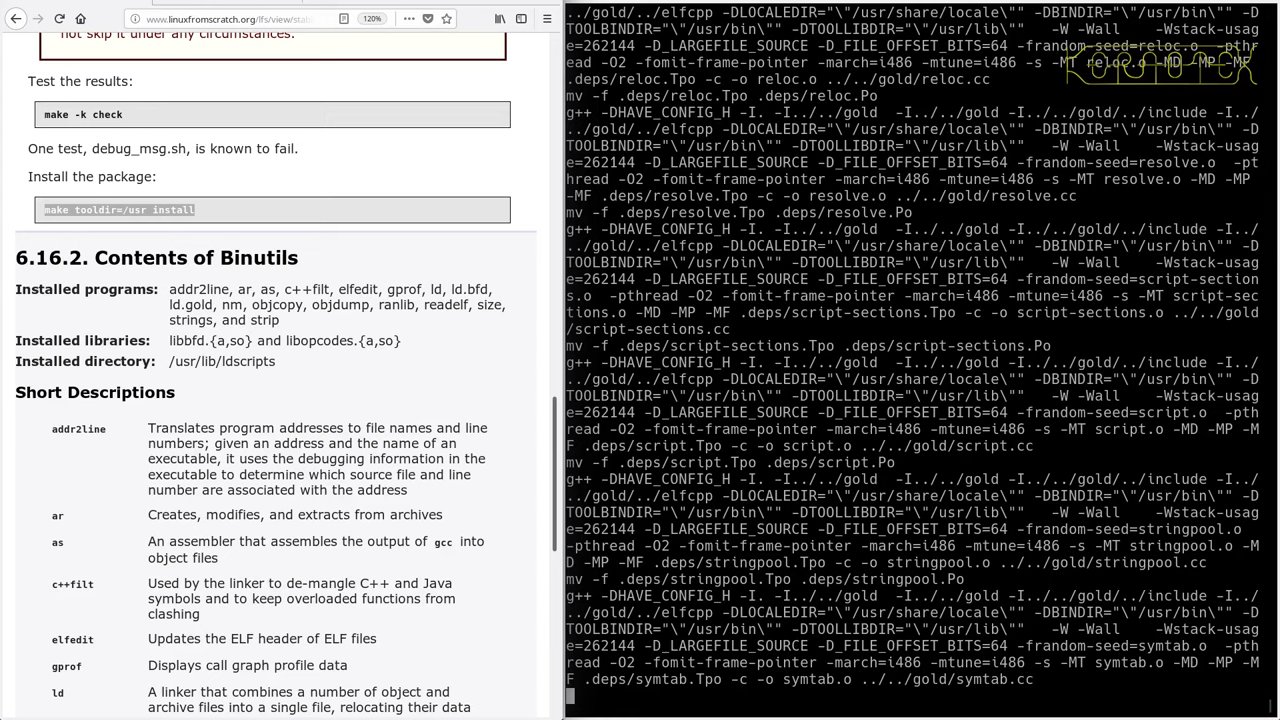 www.linuxfromscratch.org/lfs/view/stab
120%
not skip it under any circumstances.
Test the results:
make -k check
One test, debug_msg.sh, is known to fail.
Install the package:
make tooldir=/usr install
6.16.2. Contents of Binutils
Installed programs: addr2line, ar, as, c++filt, elfedit, gprof, ld, ld.bfd,
ld.gold, nm, objcopy, objdump, ranlib, readelf, size,
strings, and strip
Installed libraries: libbfd.{a,so} and libopcodes.{a,so}
Installed directory: /usr/lib/ldscripts
Short Descriptions
addr2line Translates program addresses to file names and line
numbers; given an address and the name of an
executable, it uses the debugging information in the
executable to determine which source file and line
number are associated with the address
ar Creates, modifies, and extracts from archives
as An assembler that assembles the output of gcc into
object files
c++filt Used by the linker to de-mangle C++ and Java
symbols and to keep overloaded functions from
clashing
elfedit Updates the ELF header of ELF files
gprof Displays call graph profile data
ld A linker that combines a number of object and
archive files into a single file, relocating their data
../gold/../elfcpp -DLOCALEDIR="\"/usr/share/locale\"" -DBINDIR="\"/usr/bin\"" -D
TOOLBINDIR="\"/usr/bin\"" -DTOOLLIBDIR="\"/usr/lib\"" -W -Wall -Wstack-usag
e=262144 -D_LARGEFILE_SOURCE -D_FILE_OFFSET_BITS=64 -frandom-seed=reloc.o -pthr
ead -O2 -fomit-frame-pointer -march=i486 -mtune=i486 -s -MT reloc.o -MD -MP -MF
.deps/reloc.Tpo -c -o reloc.o ../../gold/reloc.cc
mv -f .deps/reloc.Tpo .deps/reloc.Po
g++ -DHAVE_CONFIG_H -I. -I../../gold -I../../gold -I../../gold/../include -I../
../gold/../elfcpp -DLOCALEDIR="\"/usr/share/locale\"" -DBINDIR="\"/usr/bin\"" -D
TOOLBINDIR="\"/usr/bin\"" -DTOOLLIBDIR="\"/usr/lib\"" -W -Wall -Wstack-usag
e=262144 -D_LARGEFILE_SOURCE -D_FILE_OFFSET_BITS=64 -frandom-seed=resolve.o -pt
hread -O2 -fomit-frame-pointer -march=i486 -mtune=i486 -s -MT resolve.o -MD -MP
-MF .deps/resolve.Tpo -c -o resolve.o ../../gold/resolve.cc
mv -f .deps/resolve.Tpo .deps/resolve.Po
g++ -DHAVE_CONFIG_H -I. -I../../gold -I../../gold -I../../gold/../include -I../
../gold/../elfcpp -DLOCALEDIR="\"/usr/share/locale\"" -DBINDIR="\"/usr/bin\"" -D
TOOLBINDIR="\"/usr/bin\"" -DTOOLLIBDIR="\"/usr/lib\"" -W -Wall -Wstack-usag
e=262144 -D_LARGEFILE_SOURCE -D_FILE_OFFSET_BITS=64 -frandom-seed=script-section
s.o -pthread -O2 -fomit-frame-pointer -march=i486 -mtune=i486 -s -MT script-sec
tions.o -MD -MP -MF .deps/script-sections.Tpo -c -o script-sections.o ../../gold
/script-sections.cc
mv -f .deps/script-sections.Tpo .deps/script-sections.Po
g++ -DHAVE_CONFIG_H -I. -I../../gold -I../../gold -I../../gold/../include -I../
../gold/../elfcpp -DLOCALEDIR="\"/usr/share/locale\"" -DBINDIR="\"/usr/bin\"" -D
TOOLBINDIR="\"/usr/bin\"" -DTOOLLIBDIR="\"/usr/lib\"" -W -Wall -Wstack-usag
e=262144 -D_LARGEFILE_SOURCE -D_FILE_OFFSET_BITS=64 -frandom-seed=script.o -pth
read -O2 -fomit-frame-pointer -march=i486 -mtune=i486 -s -MT script.o -MD -MP -M
F .deps/script.Tpo -c -o script.o ../../gold/script.cc
mv -f .deps/script.Tpo .deps/script.Po
g++ -DHAVE_CONFIG_H -I. -I../../gold -I../../gold -I../../gold/../include -I../
../gold/../elfcpp -DLOCALEDIR="\"/usr/share/locale\"" -DBINDIR="\"/usr/bin\"" -D
TOOLBINDIR="\"/usr/bin\"" -DTOOLLIBDIR="\"/usr/lib\"" -W -Wall -Wstack-usag
e=262144 -D_LARGEFILE_SOURCE -D_FILE_OFFSET_BITS=64 -frandom-seed=stringpool.o
-pthread -O2 -fomit-frame-pointer -march=i486 -mtune=i486 -s -MT stringpool.o -M
D -MP -MF .deps/stringpool.Tpo -c -o stringpool.o ../../gold/stringpool.cc
mv -f .deps/stringpool.Tpo .deps/stringpool.Po
g++ -DHAVE_CONFIG_H -I. -I../../gold -I../../gold -I../../gold/../include -I../
../gold/../elfcpp -DLOCALEDIR="\"/usr/share/locale\"" -DBINDIR="\"/usr/bin\"" -D
TOOLBINDIR="\"/usr/bin\"" -DTOOLLIBDIR="\"/usr/lib\"" -W -Wall -Wstack-usag
e=262144 -D_LARGEFILE_SOURCE -D_FILE_OFFSET_BITS=64 -frandom-seed=symtab.o -pth
read -O2 -fomit-frame-pointer -march=i486 -mtune=i486 -s -MT symtab.o -MD -MP -M
F .deps/symtab.Tpo -c -o symtab.o ../../gold/symtab.cc